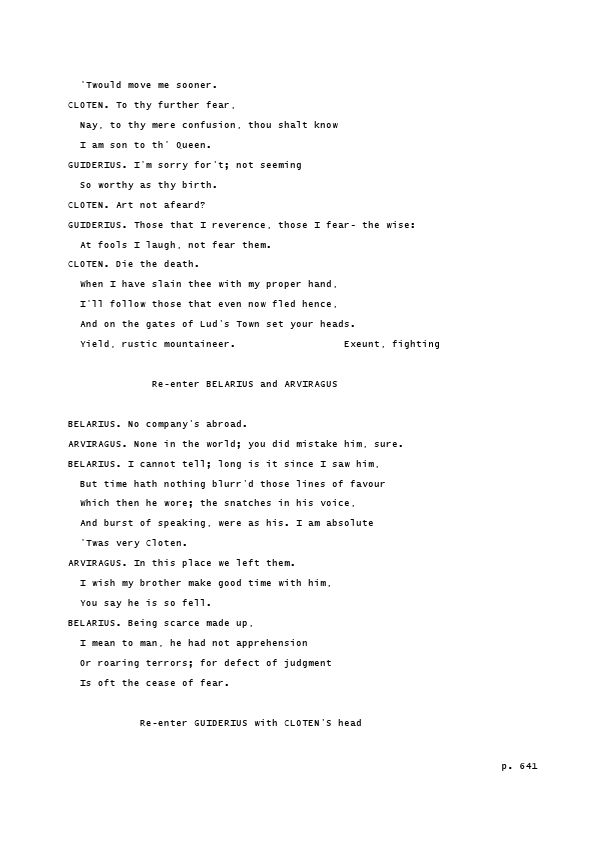 'Twould move me sooner.
CLOTEN. To thy further fear,
Nay, to thy mere confusion, thou shalt know
I am son to th' Queen.
GUIDERIUS. I'm sorry for't; not seeming
So worthy as thy birth.
CLOTEN. Art not afeard?
GUIDERIUS. Those that I reverence, those I fear- the wise:
At fools I laugh, not fear them.
CLOTEN. Die the death.
When I have slain thee with my proper hand,
I'll follow those that even now fled hence,
And on the gates of Lud's Town set your heads.
Yield, rustic mountaineer. Exeunt, fighting
Re-enter BELARIUS and ARVIRAGUS
BELARIUS. No company's abroad.
ARVIRAGUS. None in the world; you did mistake him, sure.
BELARIUS. I cannot tell; long is it since I saw him,
But time hath nothing blurr'd those lines of favour
Which then he wore; the snatches in his voice,
And burst of speaking, were as his. I am absolute
'Twas very Cloten.
ARVIRAGUS. In this place we left them.
I wish my brother make good time with him,
You say he is so fell.
BELARIUS. Being scarce made up,
I mean to man, he had not apprehension
Or roaring terrors; for defect of judgment
Is oft the cease of fear.
Re-enter GUIDERIUS with CLOTEN'S head
p. 641